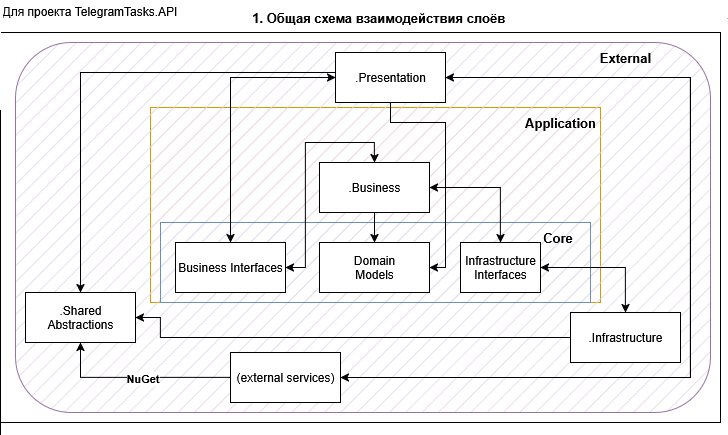 Для проекта TelegramTasks.API
1. Общая схема взаимодействия слоёв
External
.Presentation
Application
.Business
Core
Business Interfaces
Domain
Models
Infrastructure
Interfaces
.Shared
Abstractions
.Infrastructure
NuGet
(external services)